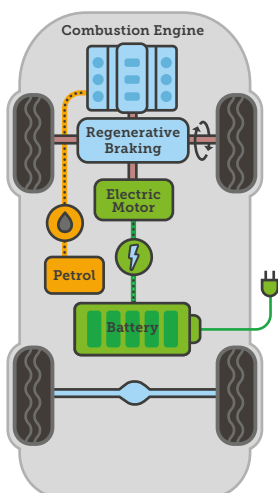 Combustion Engine
Regenerative
Braking
Electric
Motor
Petrol
Battery